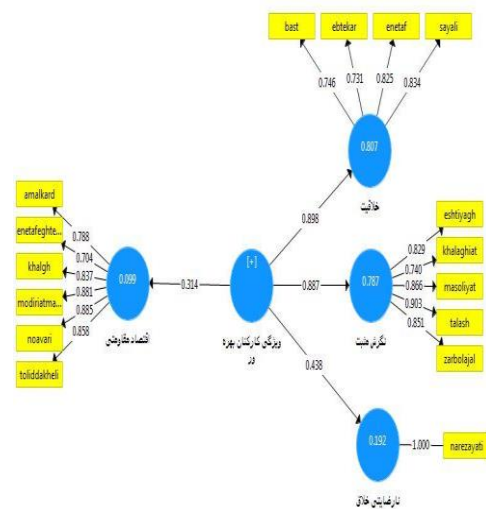 bast
ebtekar
enetaf
sayali
0.746
0.731
0.825
0.834
0.807
خلاقیت
0.898
amalkard
enetafeghte...
khalgh
modiriatma...
noavari
toliddakheli
0.788
0.704
0.837
0.881
0.885
0.858
0.099
اقتصاد مقاومتی
0.314
[+]
ویژگی کارکنان بهره
ور
0.887
0.787
نگرش مثبت
0.829
0.740
0.866
0.903
0.851
eshtiyagh
khalaghiat
masoliyat
talash
zarbolajal
0.438
0.192
نارضایتی خلاق
1.000
narezayati